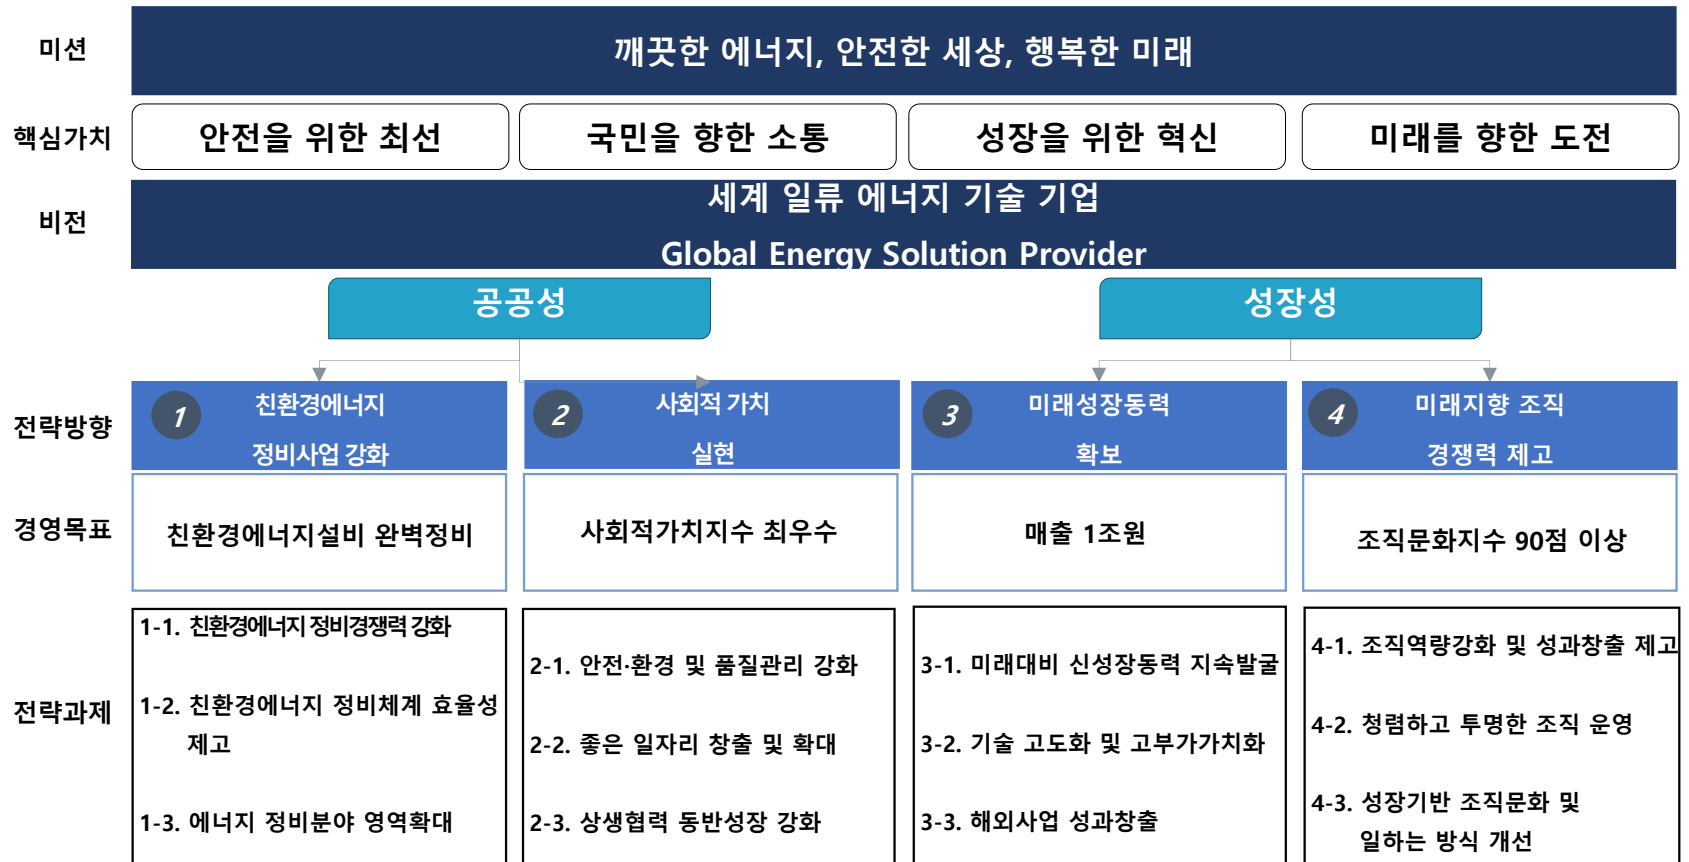 미션
깨끗한 에너지, 안전한 세상, 행복한 미래
핵심가치
안전을 위한 최선
국민을 향한 소통
성장을 위한 혁신
미래를 향한 도전
비전
세계 일류 에너지 기술 기업
Global Energy Solution Provider
공공성
성장성
전략방향
1
친환경에너지
정비사업 강화
2
사회적 가치
실현
3
미래성장동력
확보
4
미래지향 조직
경쟁력 제고
경영목표
친환경에너지설비 완벽정비
사회적가치지수 최우수
매출 1조원
조직문화지수 90점 이상
전략과제
1-1. 친환경에너지 정비경쟁력 강화
1-2. 친환경에너지 정비체계 효율성
제고
1-3. 에너지 정비분야 영역확대
2-1. 안전·환경 및 품질관리 강화
2-2. 좋은 일자리 창출 및 확대
2-3. 상생협력 동반성장 강화
3-1. 미래대비 신성장동력 지속발굴
3-2. 기술 고도화 및 고부가가치화
3-3. 해외사업 성과창출
4-1. 조직역량강화 및 성과창출 제고
4-2. 청렴하고 투명한 조직 운영
4-3. 성장기반 조직문화 및
일하는 방식 개선